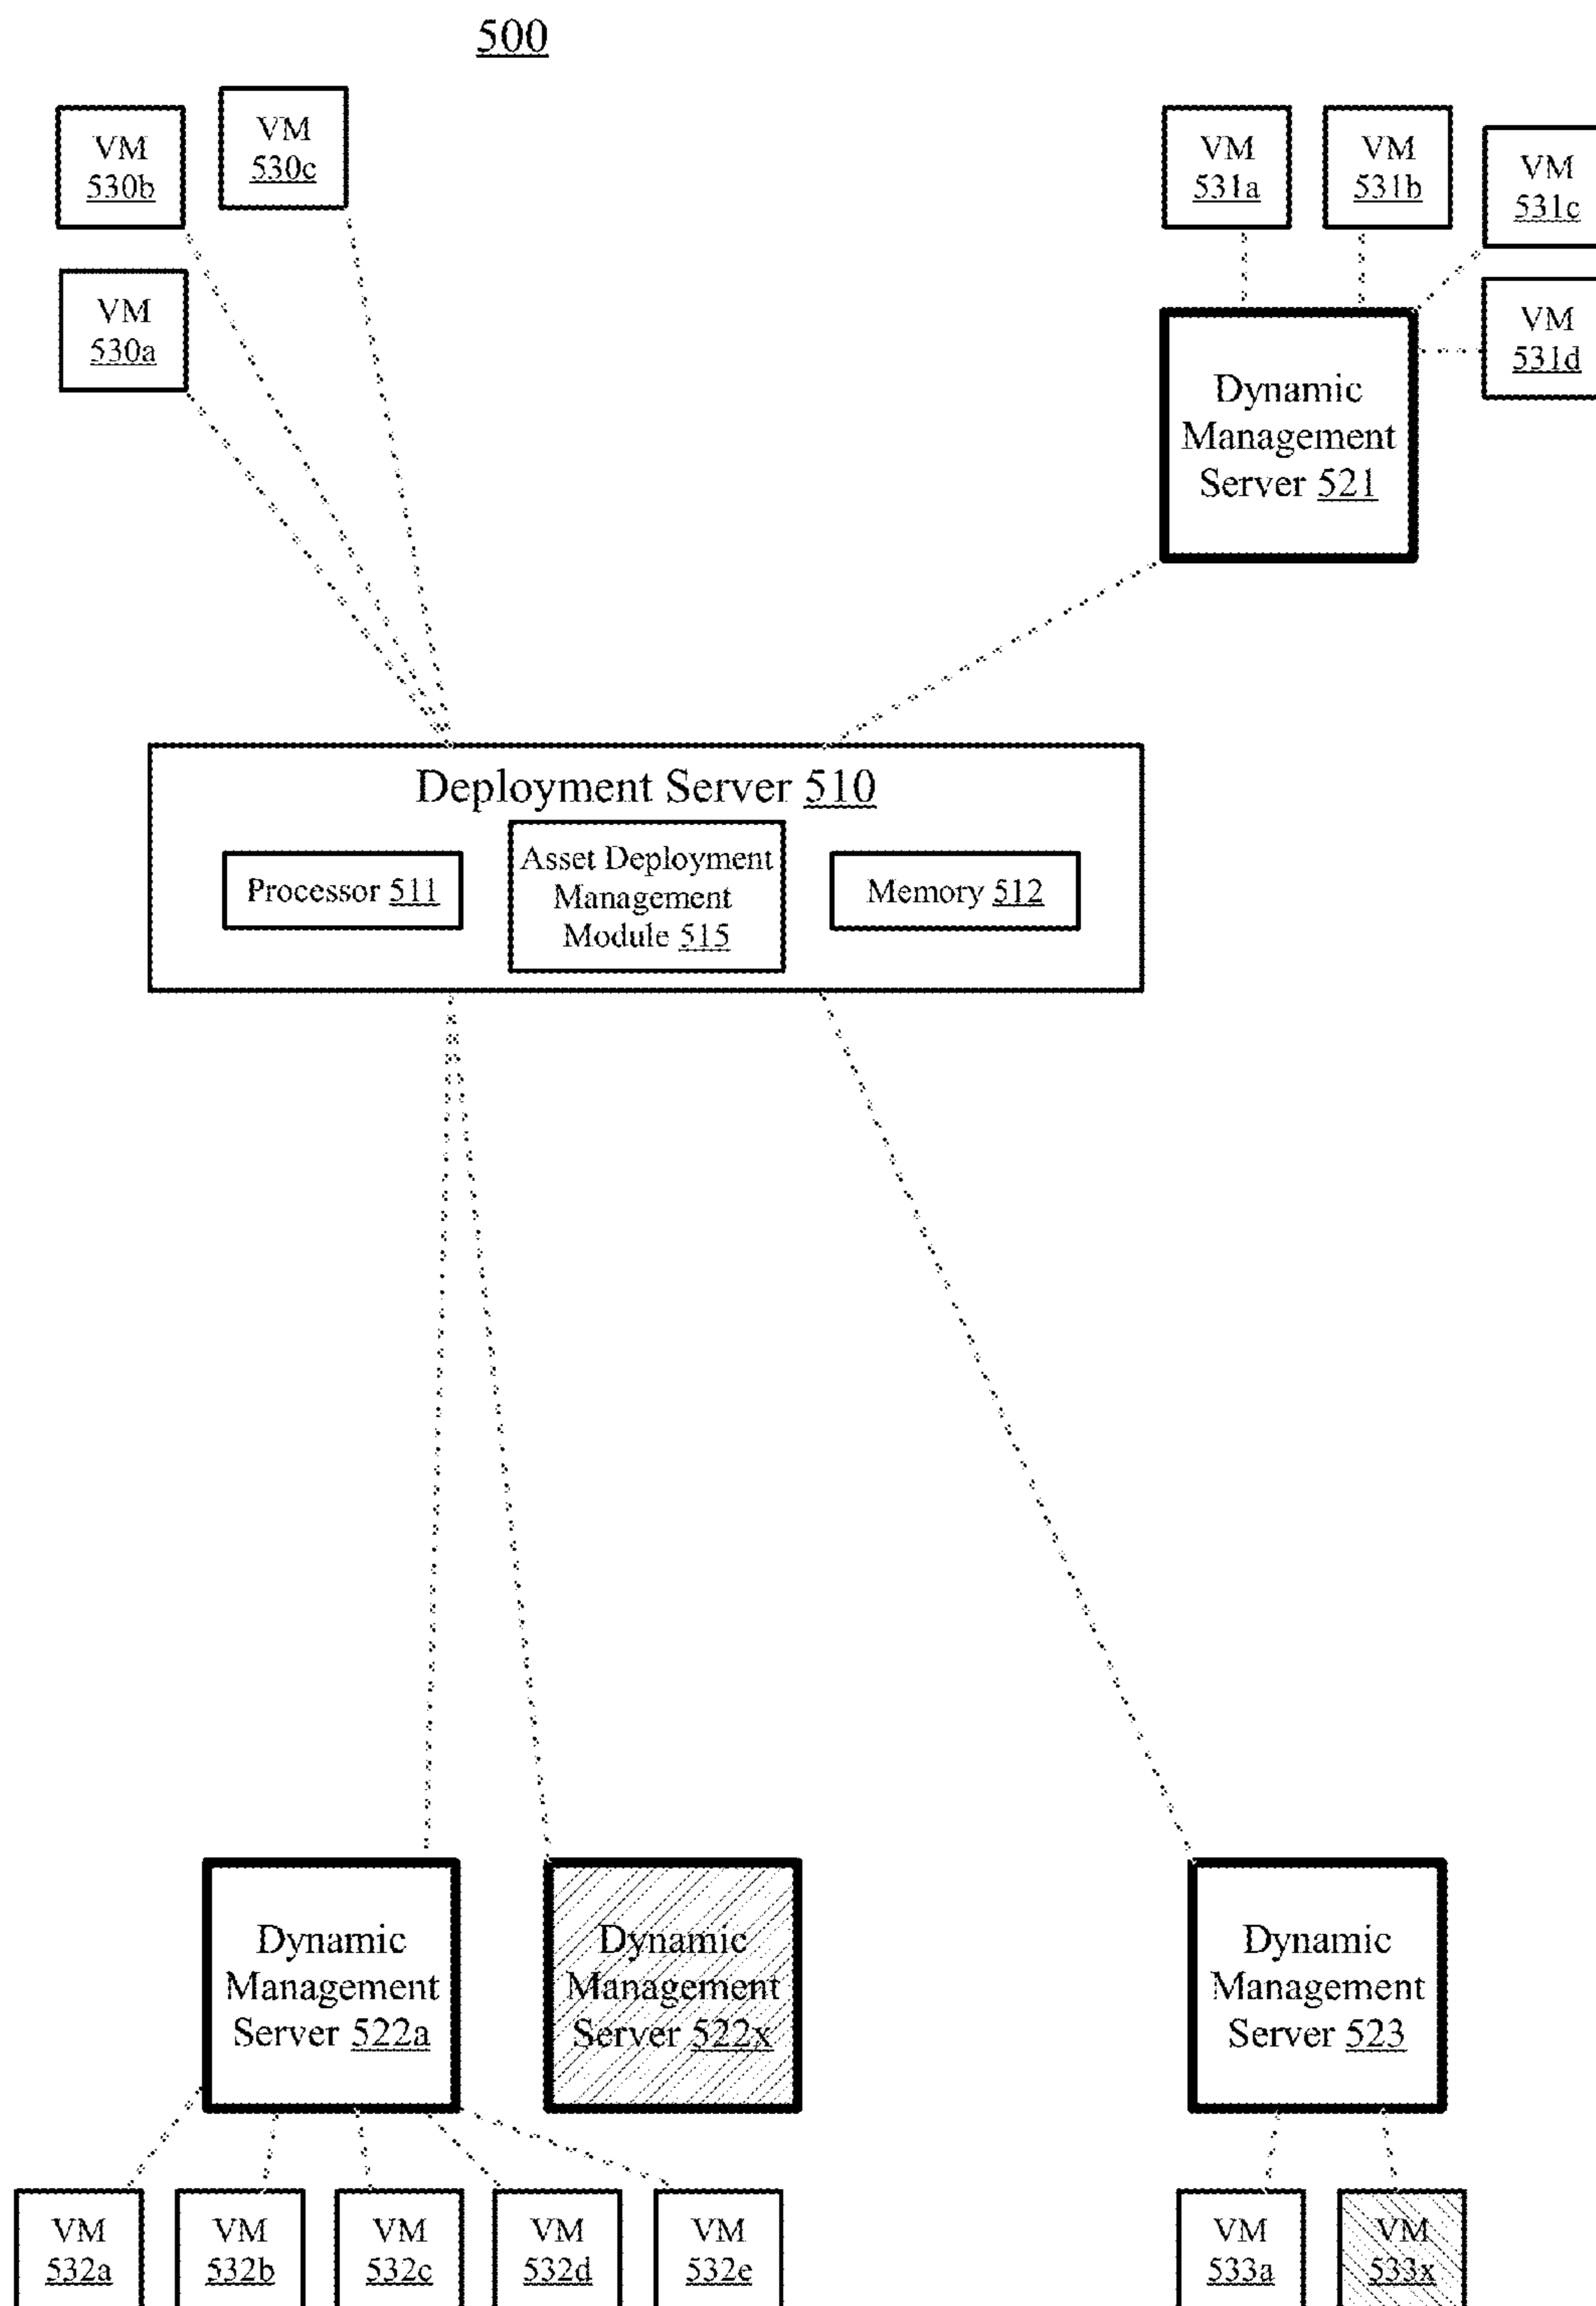 500
VM
530b
VM
530c
VM
530a
VM
531a
VM
531b
VM
531c
VM
531d
Dynamic
Management
Server 521
Deployment Server 510
Processor 511
Asset Deployment
Management
Module 515
Memory 512
Dynamic
Management
Server 522a
Dynamic
Management
Server 522x
Dynamic
Management
Server 523
VM
532a
VM
532b
VM
532c
VM
532d
VM
532e
VM
533a
VM
533x